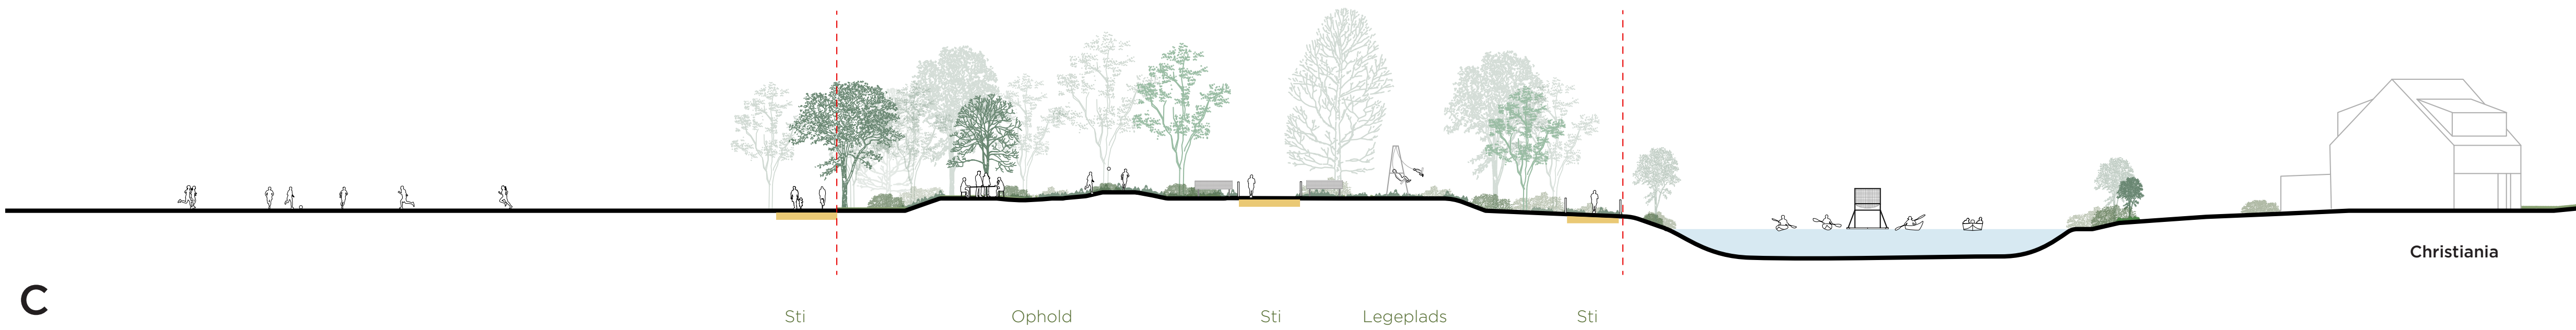 Christiania
C
Sti
Ophold
Sti
Legeplads
Sti